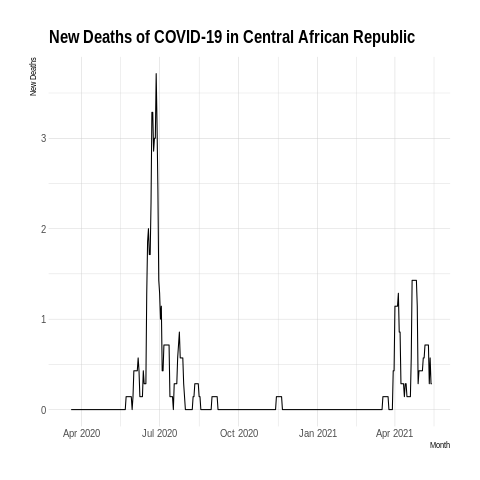 New Deaths of COVID-19 in Central African Republic
New Deaths
3
2
1
0
Apr 2020 Jul 2020 Oct 2020 Jan 2021 Apr 2021
Month